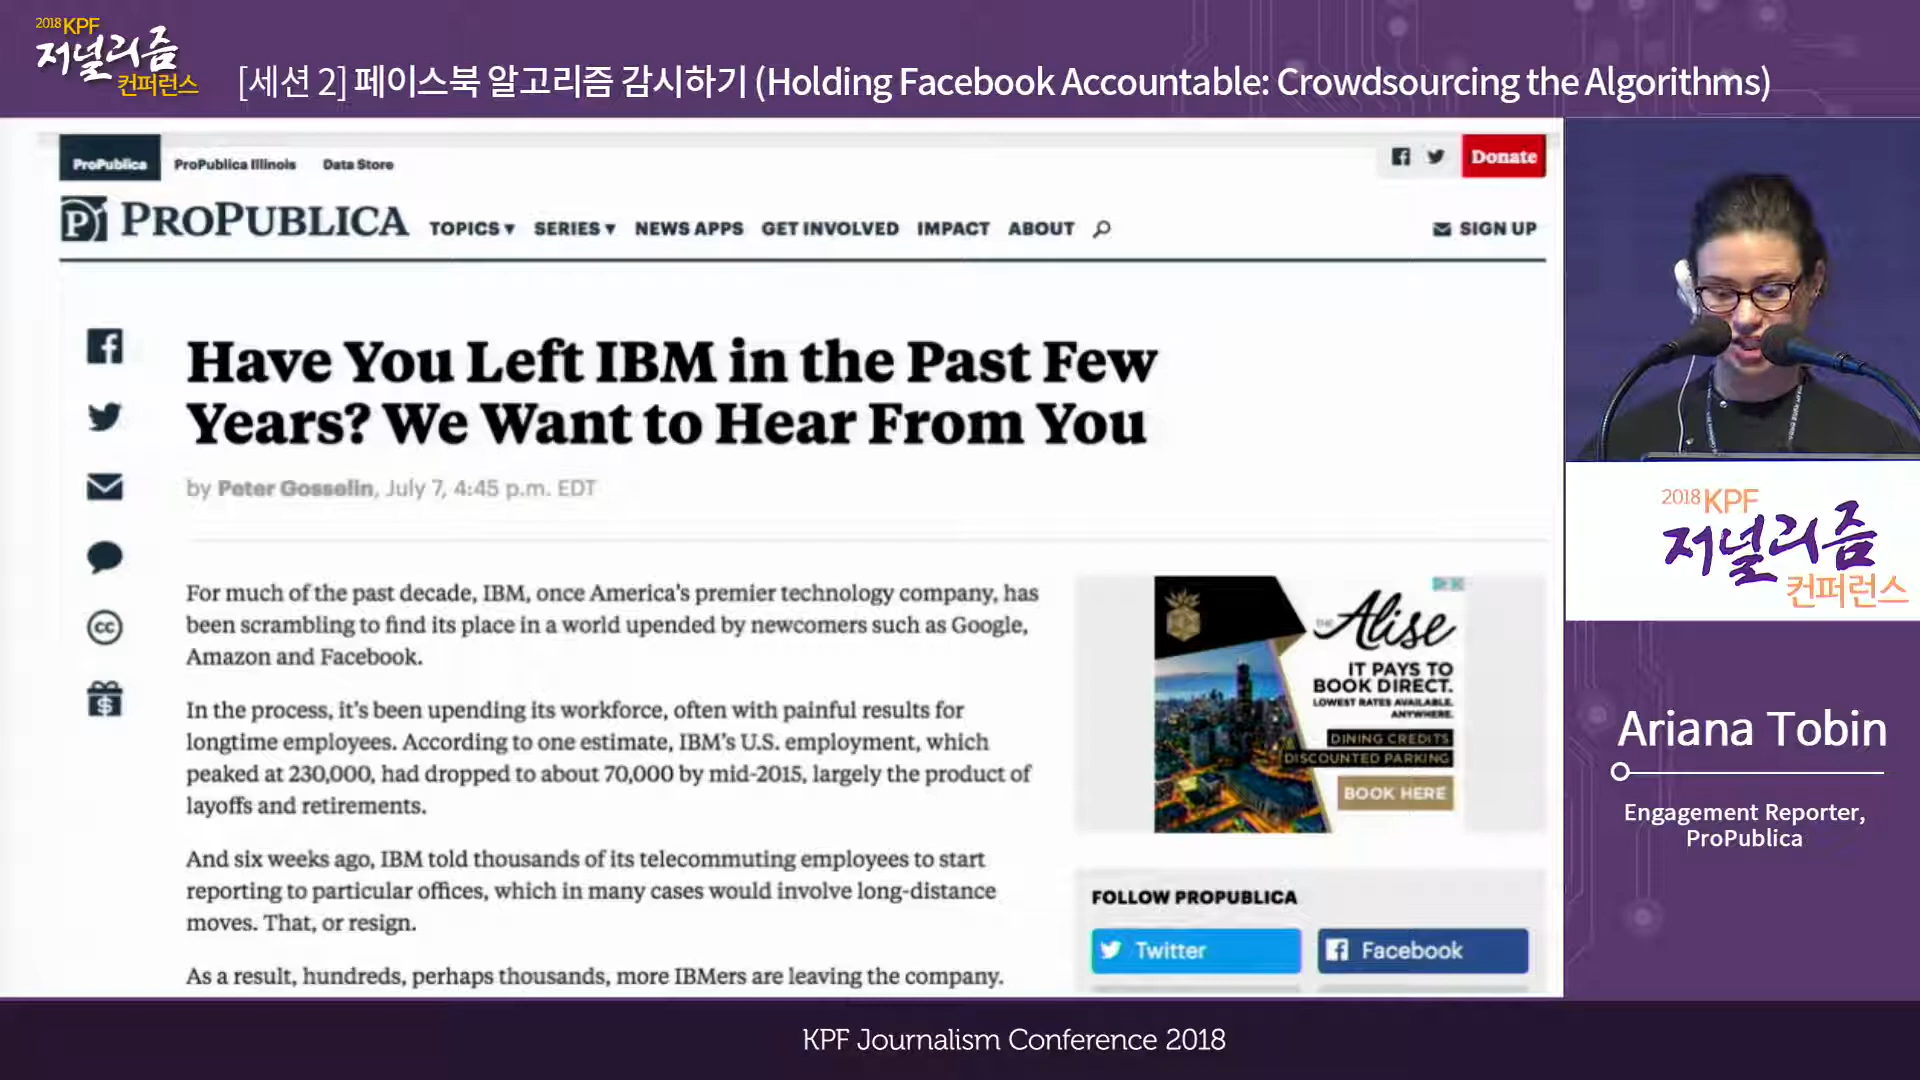 2018 KPF
저널리즘
컨퍼런스
[세션 2] 페이스북 알고리즘 감시하기 (Holding Facebook Accountable: Crowdsourcing the Algorithms)
ProPublica
ProPublica Illinois
Data Store
Donate
PROPUBLICA
TOPICS ▾
SERIES ▾
NEWS APPS
GET INVOLVED
IMPACT
ABOUT
SIGN UP
Have You Left IBM in the Past Few
Years? We Want to Hear From You
by Peter Gosselin, July 7, 4:45 p.m. EDT
For much of the past decade, IBM, once America's premier technology company, has
been scrambling to find its place in a world upended by newcomers such as Google,
Amazon and Facebook.
In the process, it's been upending its workforce, often with painful results for
longtime employees. According to one estimate, IBM's U.S. employment, which
peaked at 230,000, had dropped to about 70,000 by mid-2015, largely the product of
layoffs and retirements.
And six weeks ago, IBM told thousands of its telecommuting employees to start
reporting to particular offices, which in many cases would involve long-distance
moves. That, or resign.
As a result, hundreds, perhaps thousands, more IBMers are leaving the company.
THE Alise
IT PAYS TO
BOOK DIRECT.
LOWEST RATES AVAILABLE.
ANYWHERE.
DINING CREDITS
DISCOUNTED PARKING
BOOK HERE
FOLLOW PROPUBLICA
Twitter
Facebook
2018 KPF
저널리즘
컨퍼런스
Ariana Tobin
Engagement Reporter,
ProPublica
KPF Journalism Conference 2018